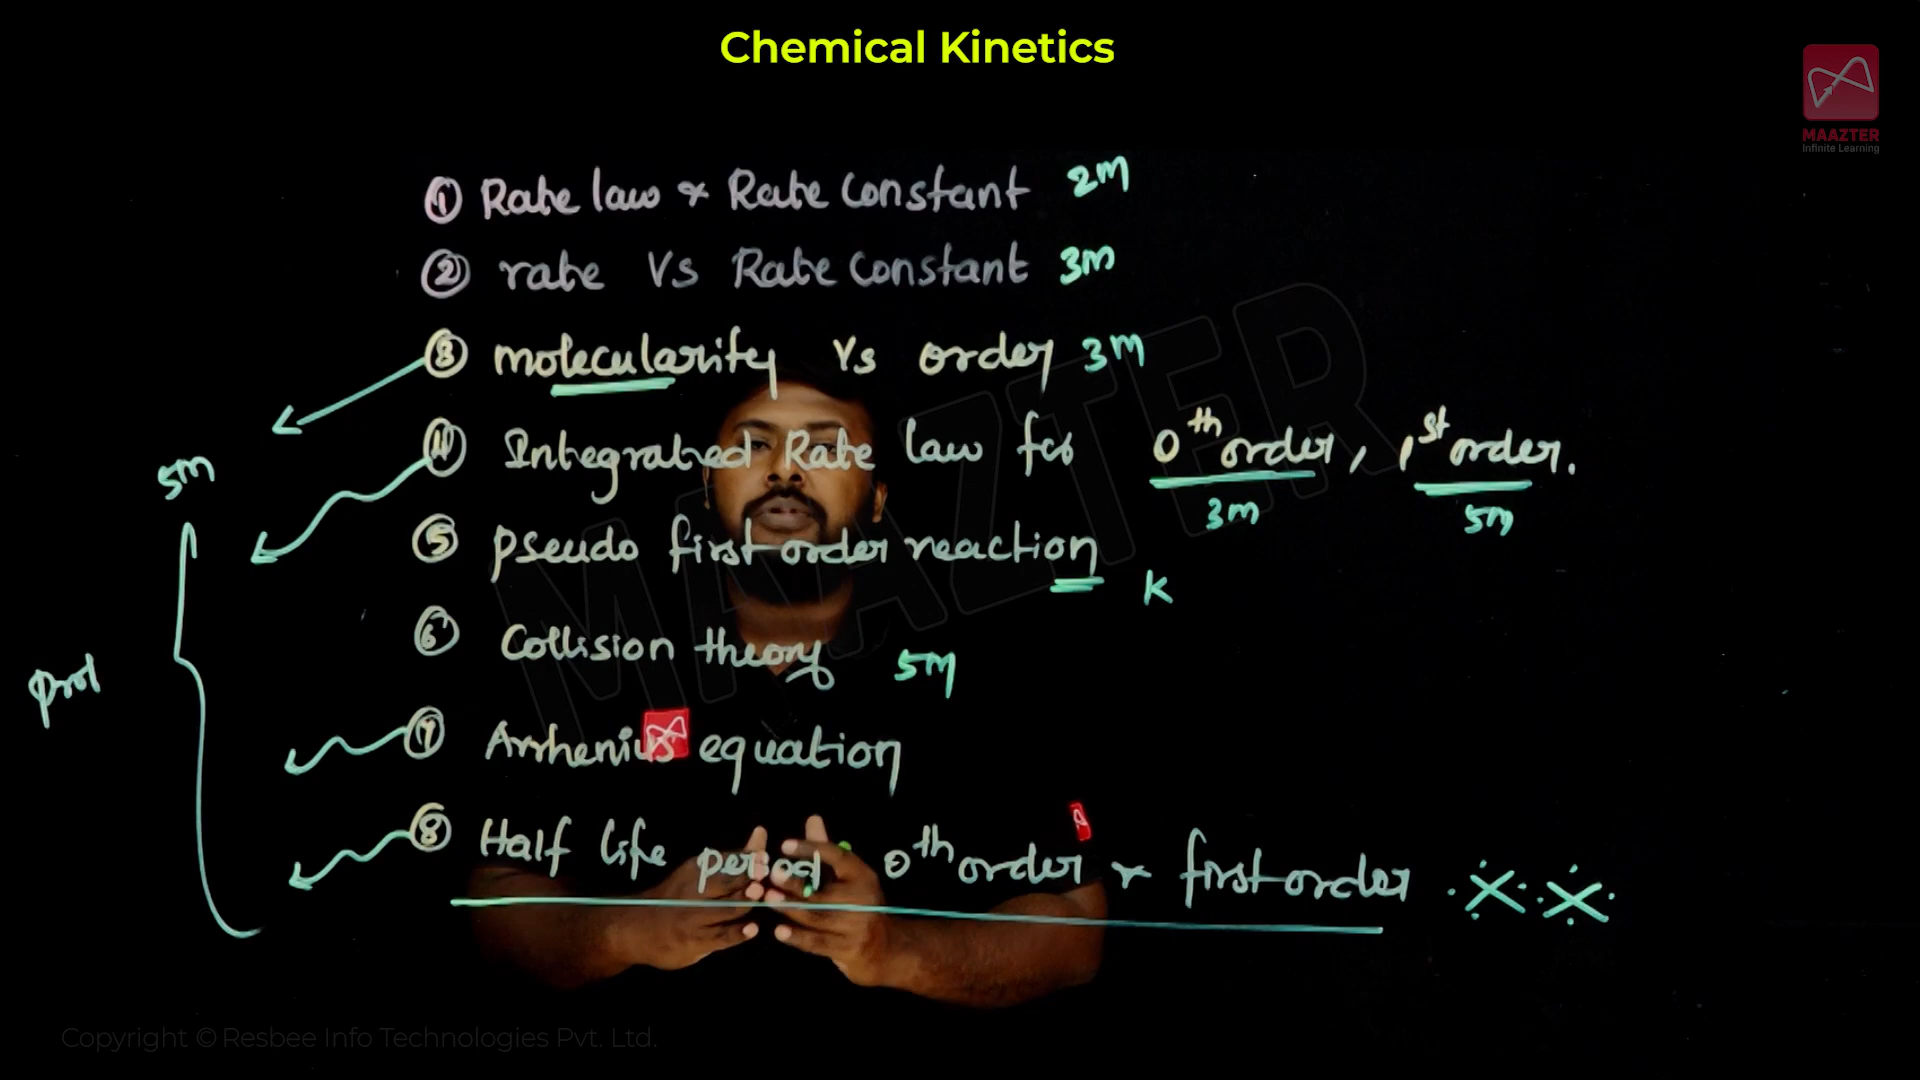 Chemical Kinetics
MAAZTER
Infinite Learning
① Rate law & Rate Constant 2M
② rate Vs Rate Constant 3M
③ molecularity Vs order 3M
④ Integrated Rate law for 0th order, 1st order.
5M
3M 5M
⑤ pseudo first order reaction
K
⑥ Collision theory 5M
⑦ Arrhenius equation
⑧ Half life period 0th order & first order
MAAZTER
Copyright © Resbee Info Technologies Pvt. Ltd.